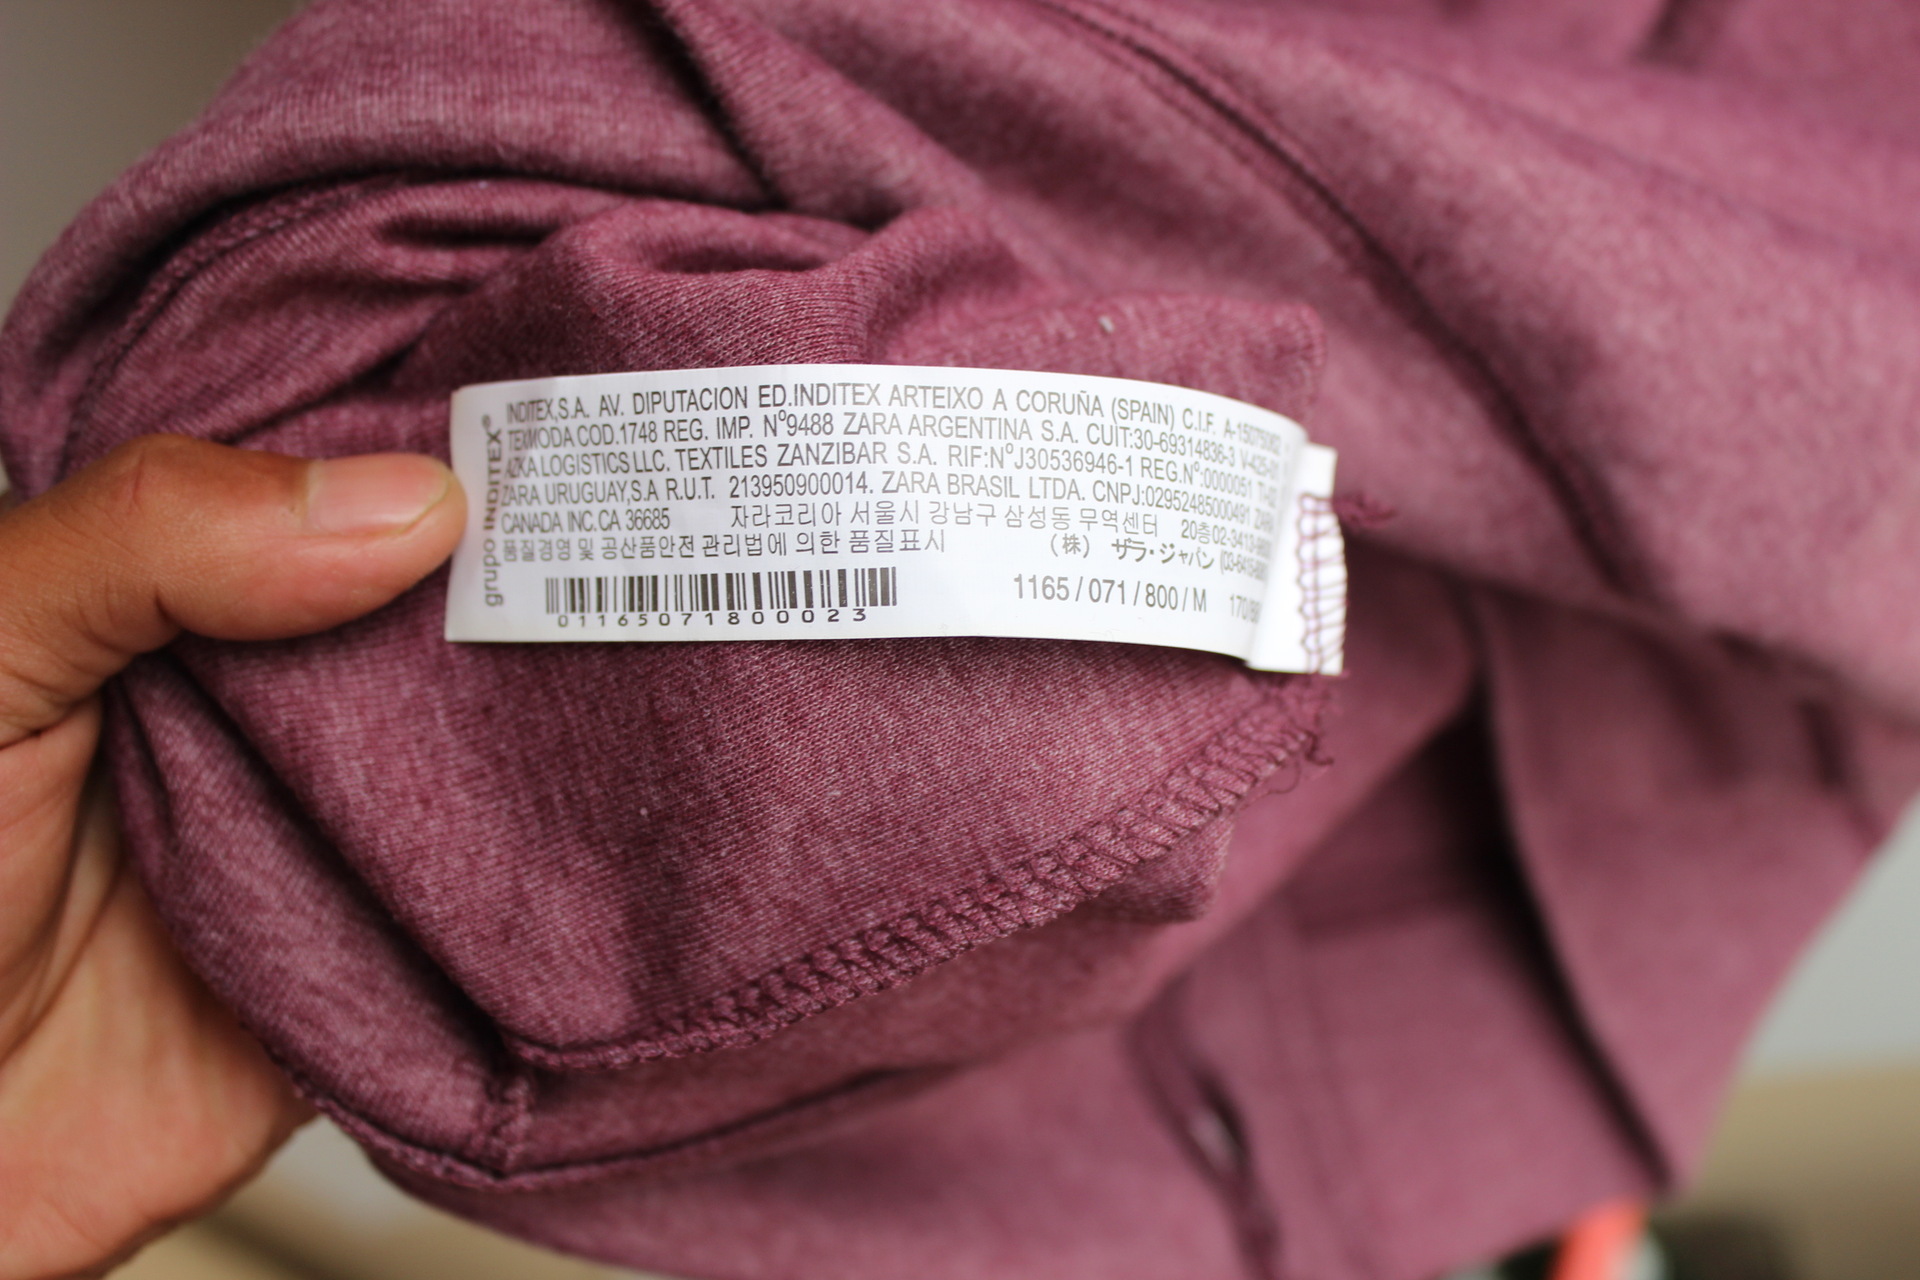 grupo INDITEX®
INDITEX,S.A. AV. DIPUTACION ED.INDITEX ARTEIXO A CORUÑA (SPAIN) C.I.F.
TEXMODA COD.1748 REG. IMP. Nº9488 ZARA ARGENTINA S.A. CUIT:30-69314836-3
AZKA LOGISTICS LLC. TEXTILES ZANZIBAR S.A. RIF:NºJ30536946-1 REG.Nº:0000051
ZARA URUGUAY,S.A R.U.T. 213950900014. ZARA BRASIL LTDA. CNPJ:02952485000491 ZARA
CANADA INC.CA 36685 자라코리아 서울시 강남구 삼성동 무역센터
품질경영 및 공산품안전 관리법에 의한 품질표시 (株) ザラ・ジャパン
01165071800023 1165/071/800/M